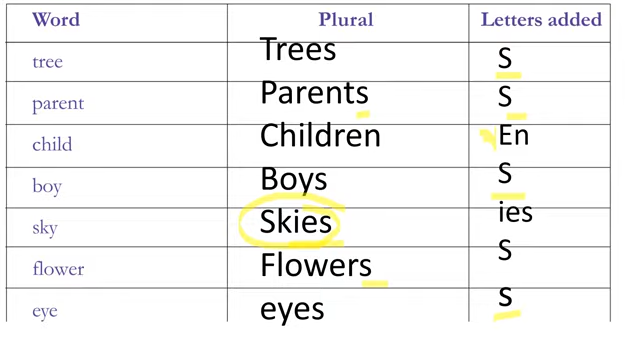 Word Plural Letters added
tree Trees S
parent Parents S
child Children En
boy Boys S
sky Skies ies
flower Flowers S
eye eyes s